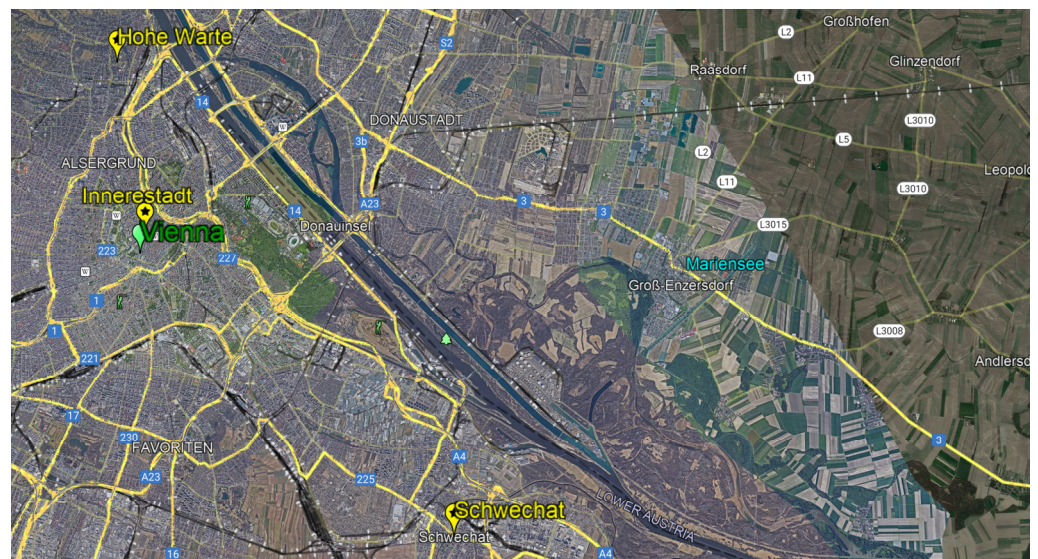 Hohe Warte
S2
L2
Großhofen
Raasdorf
L11
Glinzendorf
14
W
DONAUSTADT
3b
L3010
L5
L2
ALSERGRUND
L11
L3010
Leopold
Innerestadt
14
A23
3
3
W
Vienna
Donauinsel
L3015
223
227
W
Mariensee
Groß-Enzersdorf
1
1
L3008
221
Andlersd
17
230
FAVORITEN
3
A23
A4
225
LOWER AUSTRIA
Schwechat
Schwechat
16
A4